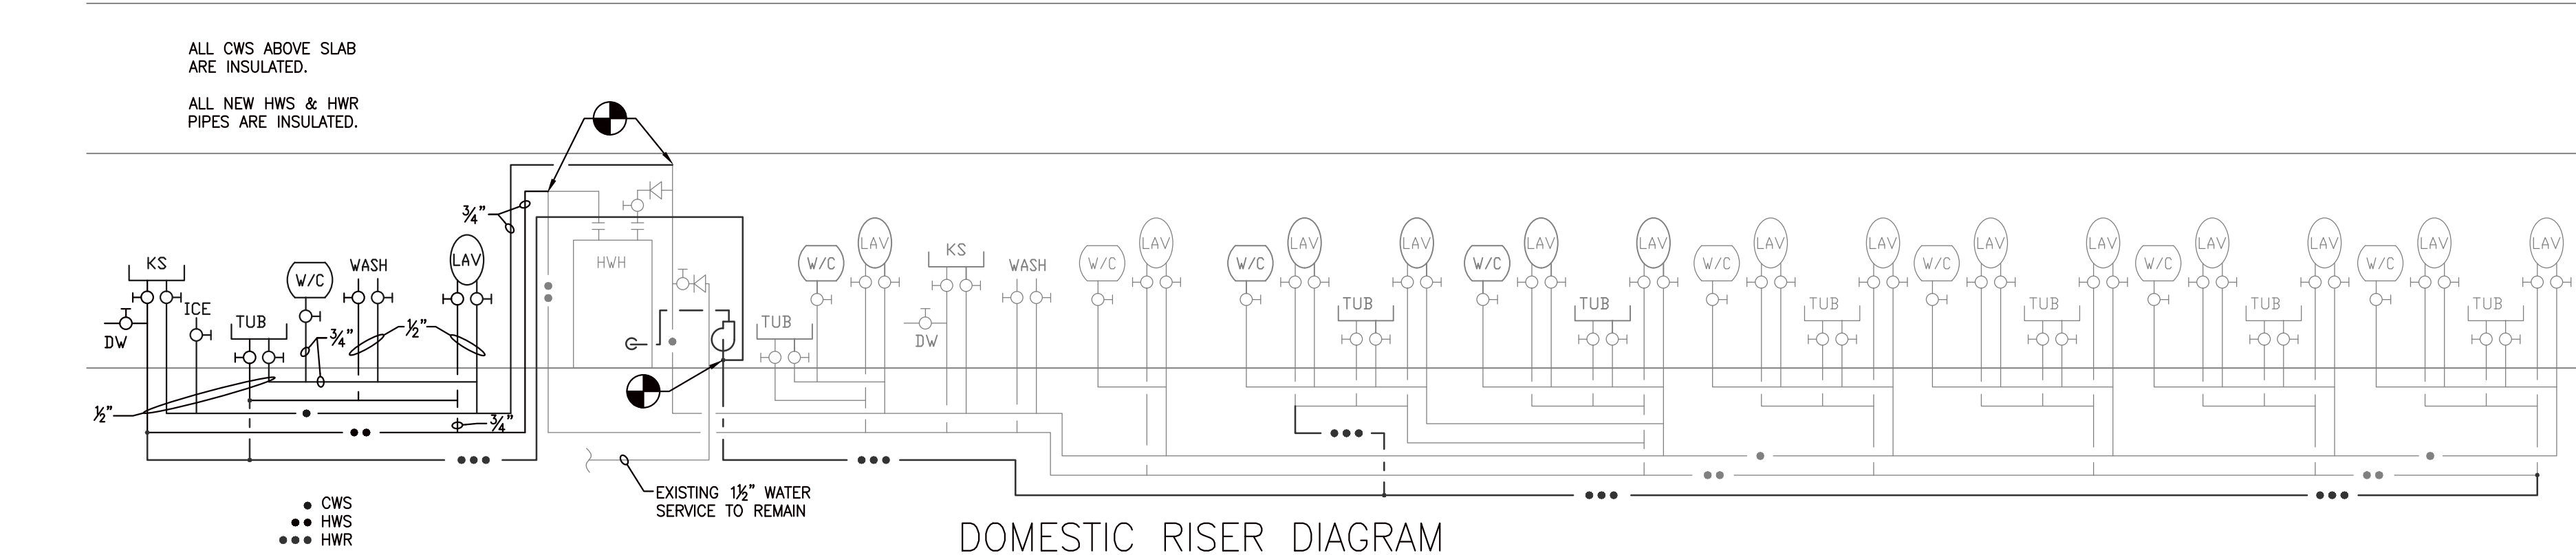 ALL CWS ABOVE SLAB
ARE INSULATED.
ALL NEW HWS & HWR
PIPES ARE INSULATED.
¾"
KS
ICE
DW
TUB
W/C
WASH
LAV
¾"
½"
½"
¾"
HWH
TUB
W/C
LAV
KS
DW
WASH
W/C
LAV
W/C
LAV
TUB
LAV
W/C
LAV
TUB
LAV
W/C
LAV
TUB
LAV
W/C
LAV
TUB
LAV
W/C
LAV
TUB
LAV
W/C
LAV
TUB
LAV
EXISTING 1½" WATER
SERVICE TO REMAIN
CWS
HWS
HWR
DOMESTIC RISER DIAGRAM